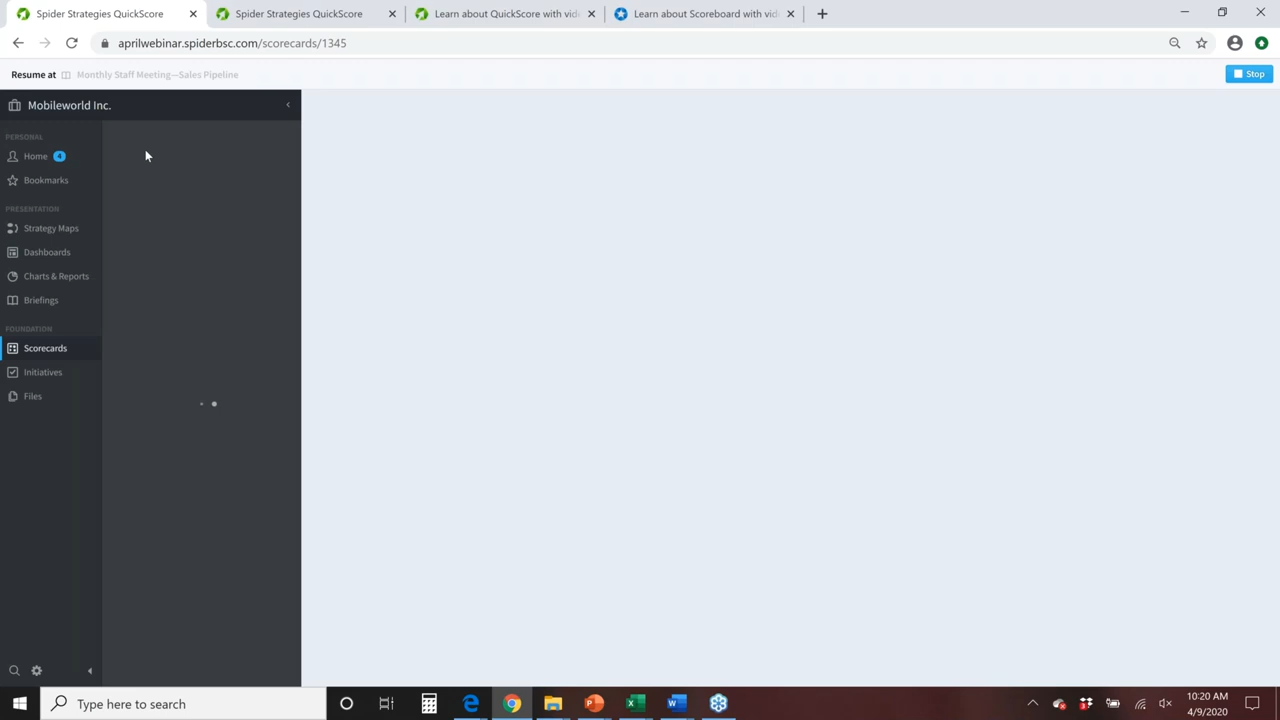 Spider Strategies QuickScore
Spider Strategies QuickScore
Learn about QuickScore with vide
Learn about Scoreboard with vid
aprilwebinar.spiderbsc.com/scorecards/1345
Resume at Monthly Staff Meeting—Sales Pipeline
Stop
Mobileworld Inc.
PERSONAL
Home 4
Bookmarks
PRESENTATION
Strategy Maps
Dashboards
Charts & Reports
Briefings
FOUNDATION
Scorecards
Initiatives
Files
Type here to search
10:20 AM
4/9/2020